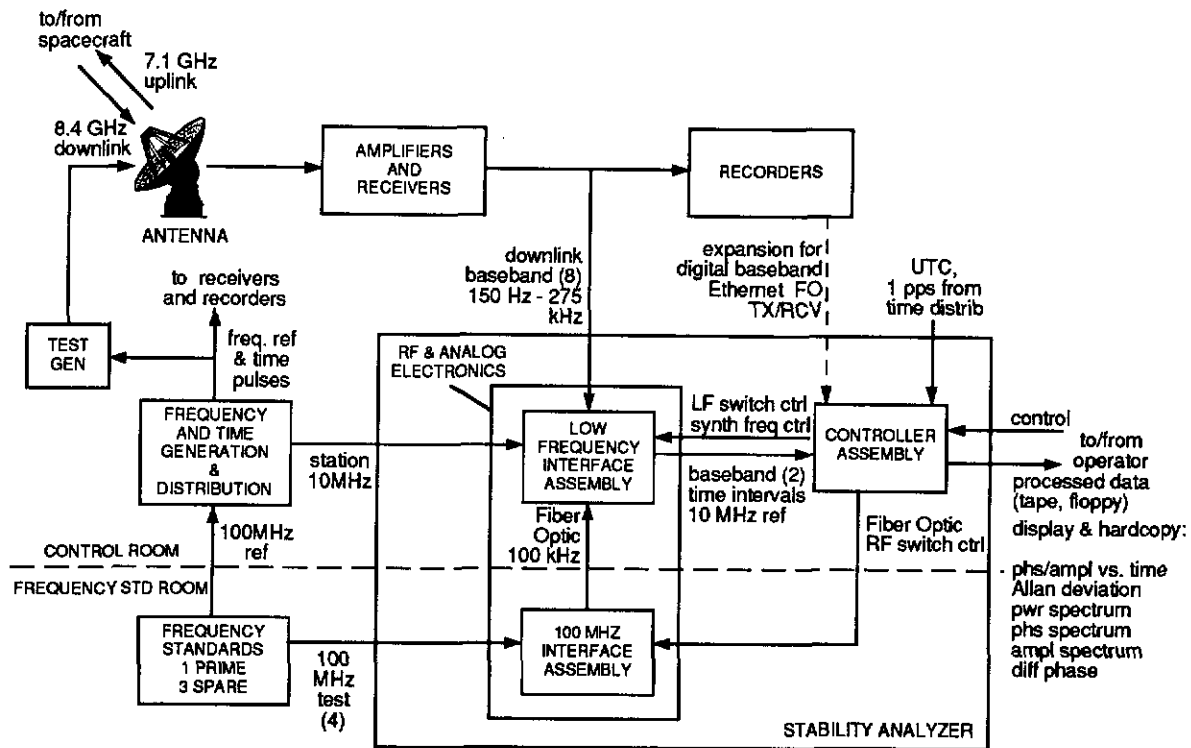 to/from
spacecraft
7.1 GHz
uplink
8.4 GHz
downlink
ANTENNA
AMPLIFIERS
AND
RECEIVERS
RECORDERS
to receivers
and recorders
downlink
baseband (8)
150 Hz - 275
kHz
expansion for
digital baseband
Ethernet FO
TX/RCV
UTC,
1 pps from
time distrib
TEST
GEN
freq. ref
& time
pulses
RF & ANALOG
ELECTRONICS
FREQUENCY
AND TIME
GENERATION
&
DISTRIBUTION
station
10MHz
LOW
FREQUENCY
INTERFACE
ASSEMBLY
LF switch ctrl
synth freq ctrl
baseband (2)
time intervals
10 MHz ref
CONTROLLER
ASSEMBLY
control
to/from
operator
processed data
(tape, floppy)
display & hardcopy:
100MHz
ref
Fiber
Optic
100 kHz
Fiber Optic
RF switch ctrl
CONTROL ROOM
FREQUENCY STD ROOM
phs/ampl vs. time
Allan deviation
pwr spectrum
phs spectrum
ampl spectrum
diff phase
FREQUENCY
STANDARDS
1 PRIME
3 SPARE
100
MHz
test
(4)
100 MHZ
INTERFACE
ASSEMBLY
STABILITY ANALYZER